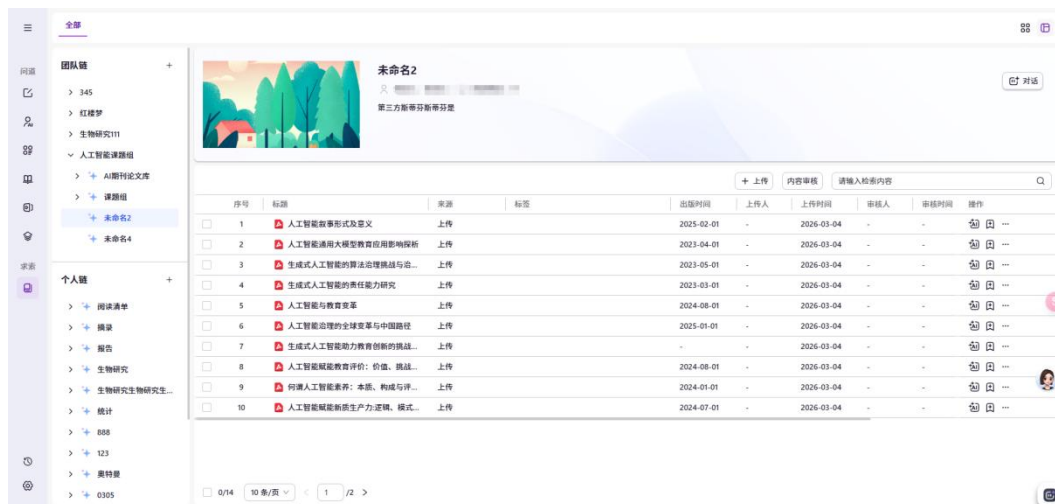 全部
问道
求索
团队链 +
345
红楼梦
生物研究111
人工智能课题组
AI期刊论文库
课题组
未命名2
未命名4
个人链 +
阅读清单
摘录
报告
生物研究
生物研究生物研究生...
统计
888
123
奥特曼
0305
未命名2
第三方斯蒂芬斯蒂芬是
对话
+ 上传 内容审核 请输入检索内容
序号 标题 来源 标签 出版时间 上传人 上传时间 审核人 审核时间 操作
1 人工智能叙事形式及意义 上传 2025-02-01 - 2026-03-04 - - AI ...
2 人工智能通用大模型教育应用影响探析 上传 2023-04-01 - 2026-03-04 - - AI ...
3 生成式人工智能的算法治理挑战与治... 上传 2023-05-01 - 2026-03-04 - - AI ...
4 生成式人工智能的责任能力研究 上传 2023-03-01 - 2026-03-04 - - AI ...
5 人工智能与教育变革 上传 2024-08-01 - 2026-03-04 - - AI ...
6 人工智能治理的全球变革与中国路径 上传 2025-01-01 - 2026-03-04 - - AI ...
7 生成式人工智能助力教育创新的挑战... 上传 - - 2026-03-04 - - AI ...
8 人工智能赋能教育评价：价值、挑战... 上传 2024-08-01 - 2026-03-04 - - AI ...
9 何谓人工智能素养：本质、构成与评... 上传 2024-01-01 - 2026-03-04 - - AI ...
10 人工智能赋能新质生产力:逻辑、模式... 上传 2024-07-01 - 2026-03-04 - - AI ...
0/14 10 条/页 < 1 /2 >